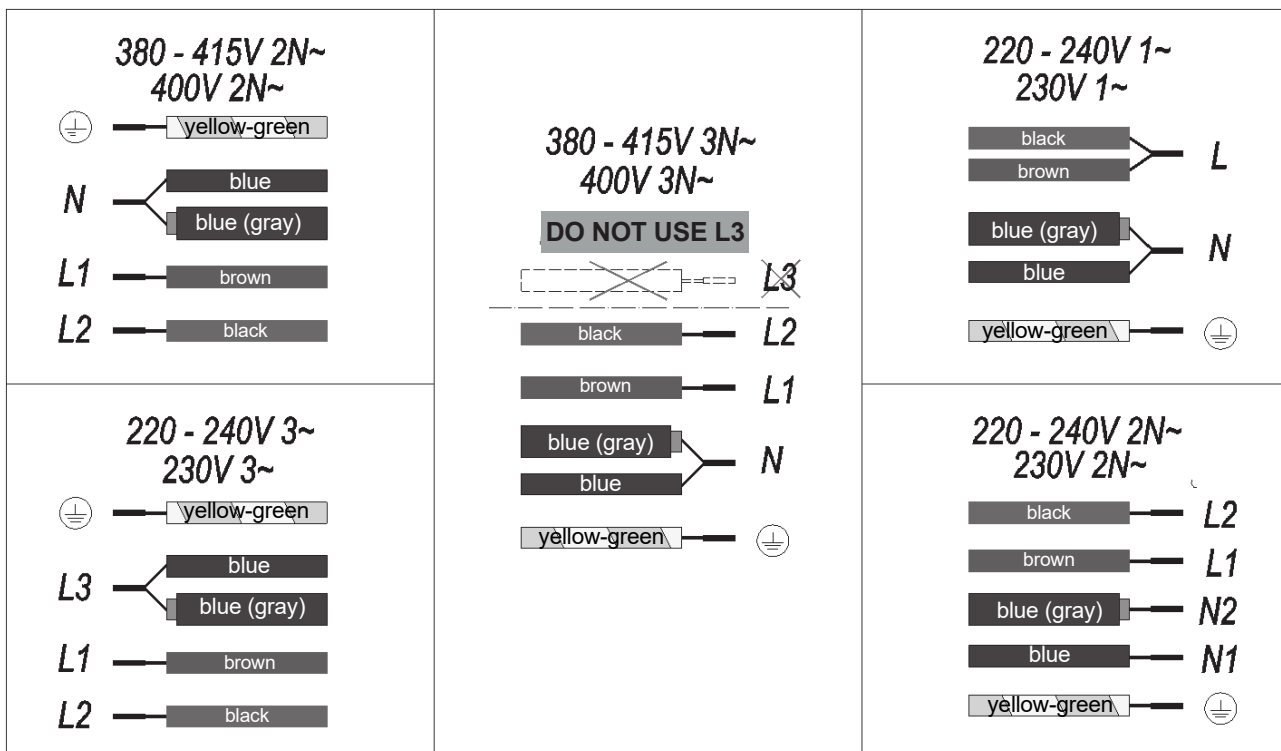 380 - 415V 2N~
400V 2N~
yellow-green
N
blue
blue (gray)
L1
brown
L2
black
220 - 240V 3~
230V 3~
yellow-green
L3
blue
blue (gray)
L1
brown
L2
black
380 - 415V 3N~
400V 3N~
DO NOT USE L3
L3
black
L2
brown
L1
blue (gray)
N
blue
yellow-green
220 - 240V 1~
230V 1~
black
L
brown
blue (gray)
N
blue
yellow-green
220 - 240V 2N~
230V 2N~
black
L2
brown
L1
blue (gray)
N2
blue
N1
yellow-green